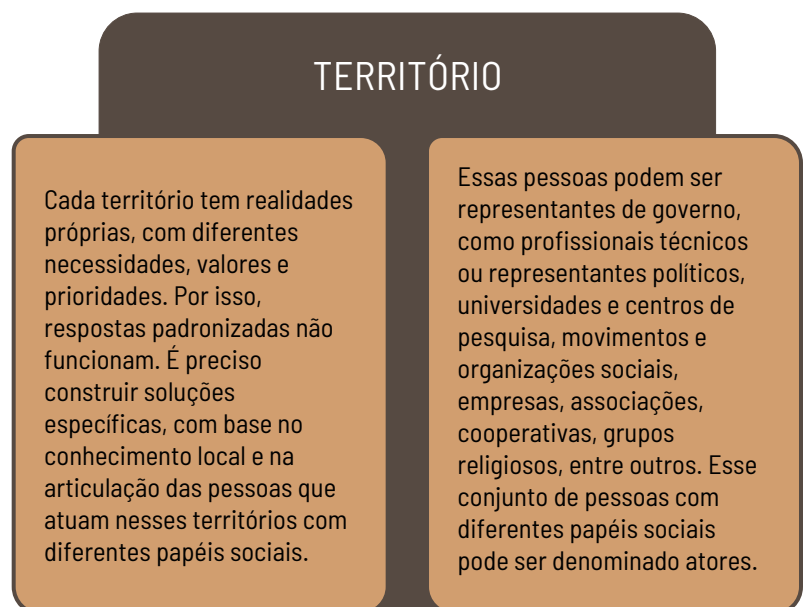 TERRITÓRIO
Cada território tem realidades
próprias, com diferentes
necessidades, valores e
prioridades. Por isso,
respostas padronizadas não
funcionam. É preciso
construir soluções
específicas, com base no
conhecimento local e na
articulação das pessoas que
atuam nesses territórios com
diferentes papéis sociais.
Essas pessoas podem ser
representantes de governo,
como profissionais técnicos
ou representantes políticos,
universidades e centros de
pesquisa, movimentos e
organizações sociais,
empresas, associações,
cooperativas, grupos
religiosos, entre outros. Esse
conjunto de pessoas com
diferentes papéis sociais
pode ser denominado atores.